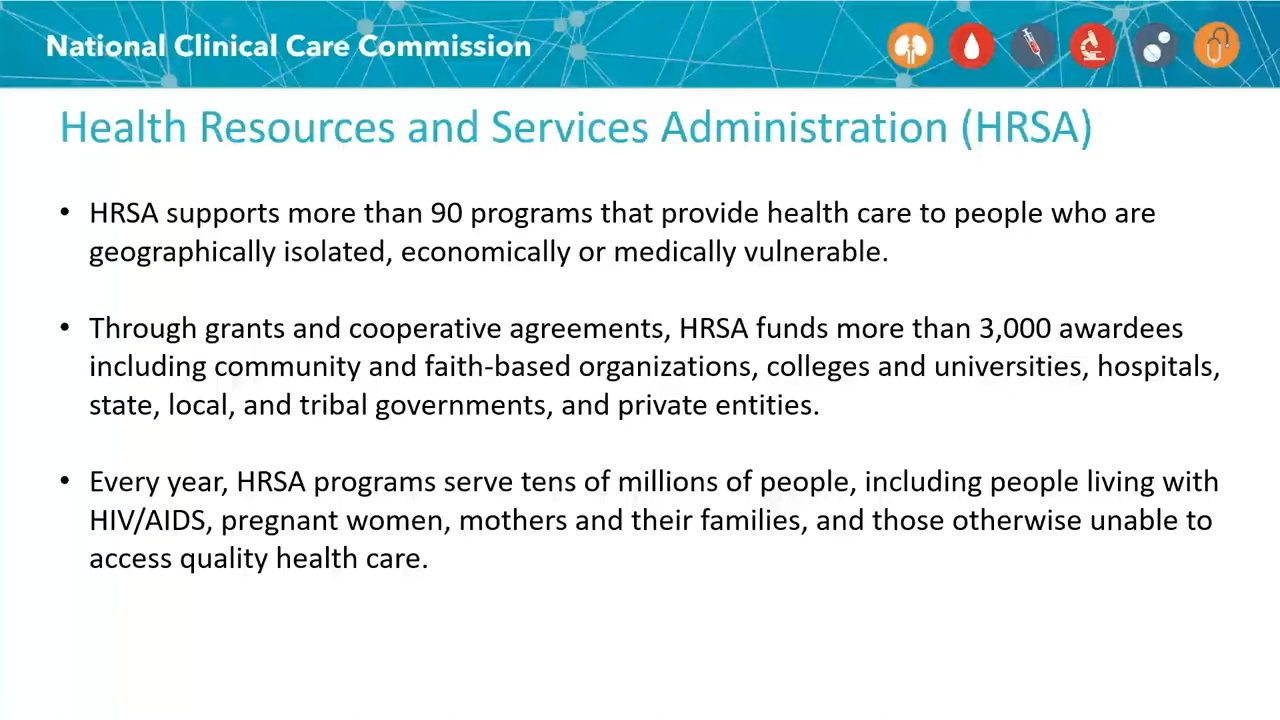 National Clinical Care Commission
Health Resources and Services Administration (HRSA)
• HRSA supports more than 90 programs that provide health care to people who are
geographically isolated, economically or medically vulnerable.
• Through grants and cooperative agreements, HRSA funds more than 3,000 awardees
including community and faith-based organizations, colleges and universities, hospitals,
state, local, and tribal governments, and private entities.
• Every year, HRSA programs serve tens of millions of people, including people living with
HIV/AIDS, pregnant women, mothers and their families, and those otherwise unable to
access quality health care.